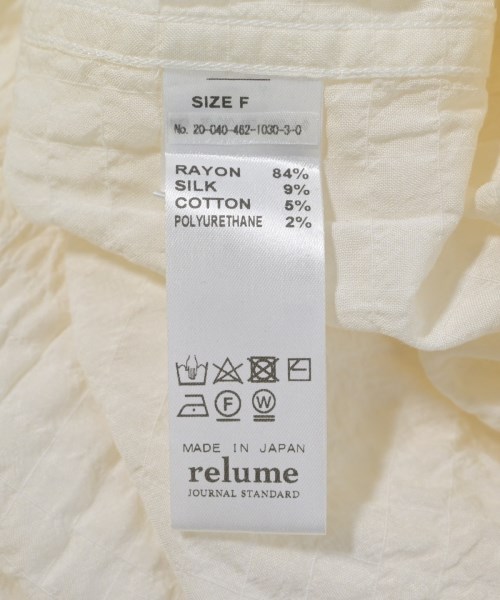 SIZE F
No. 20-040-462-1030-3-0
RAYON 84%
SILK 9%
COTTON 5%
POLYURETHANE 2%
F W
MADE IN JAPAN
relume
JOURNAL STANDARD